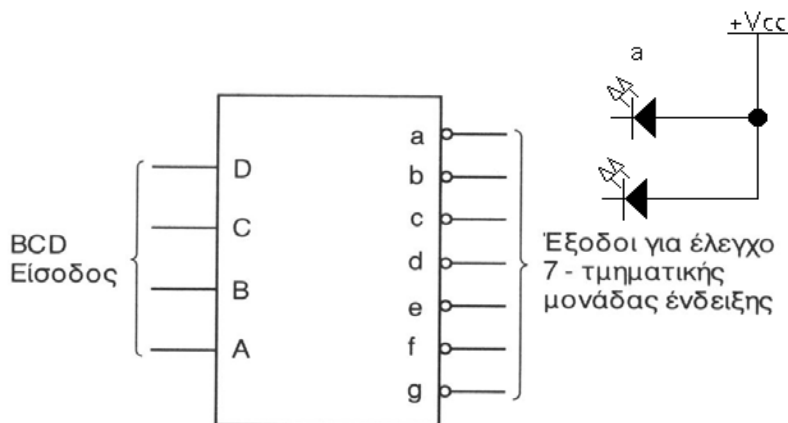 +Vcc
a
a
b
c
d
e
f
g
D
C
B
A
BCD
Είσοδος
Έξοδοι για έλεγχο
7 - τμηματικής
μονάδας ένδειξης